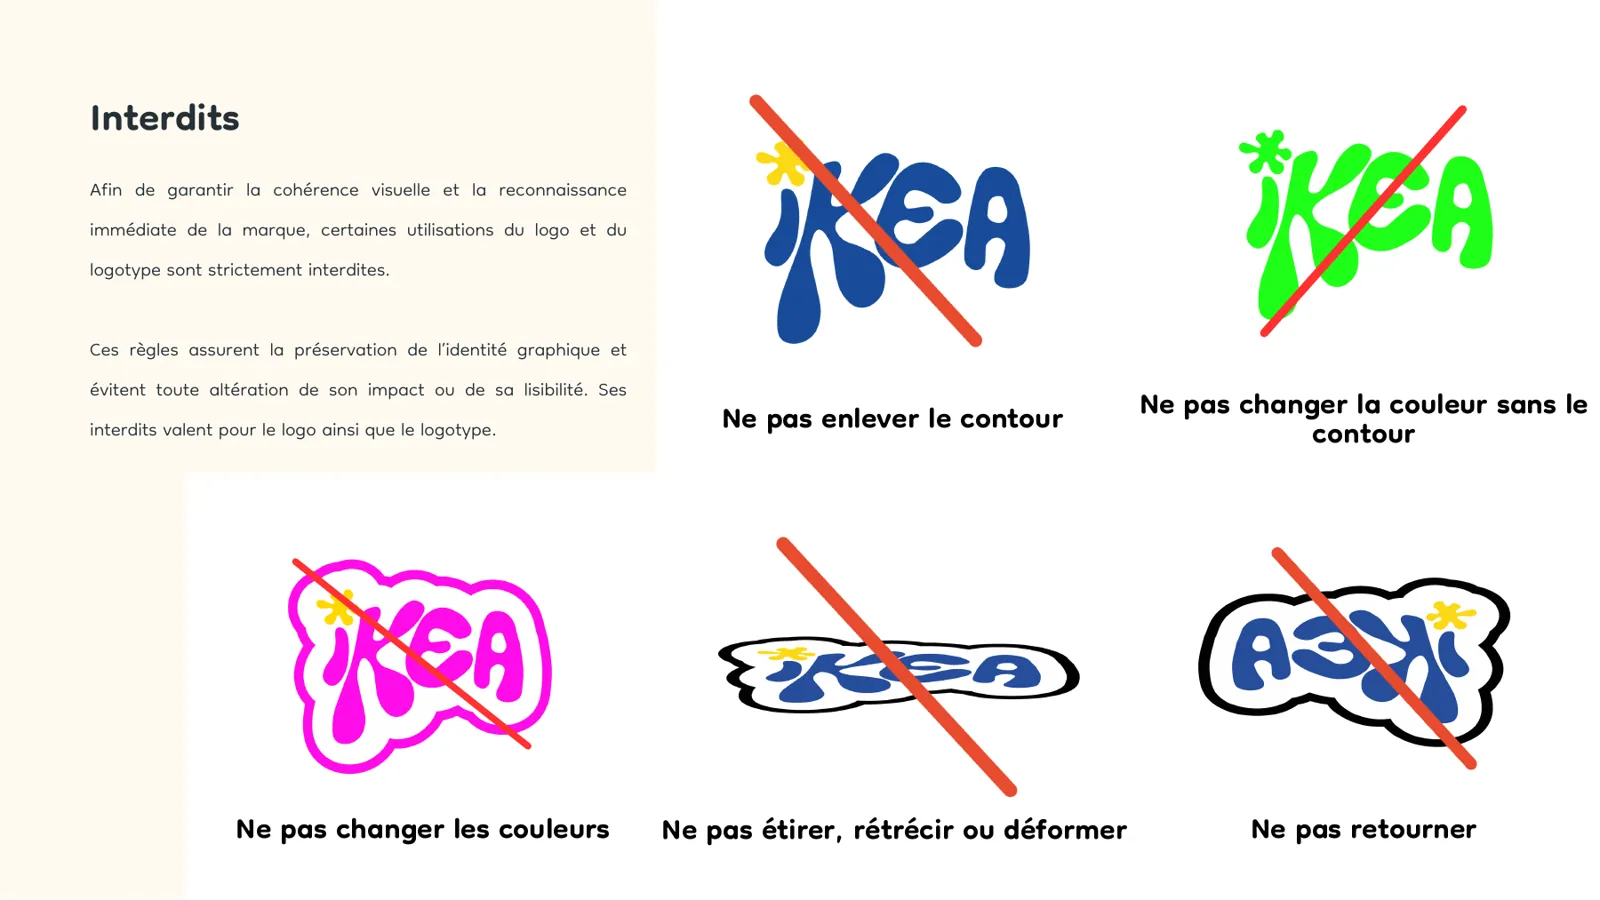 Interdits
Afin de garantir la cohérence visuelle et la reconnaissance
immédiate de la marque, certaines utilisations du logo et du
logotype sont strictement interdites.
Ces règles assurent la préservation de l'identité graphique et
évitent toute altération de son impact ou de sa lisibilité. Ses
interdits valent pour le logo ainsi que le logotype.
iKEA
Ne pas enlever le contour
iKEA
Ne pas changer la couleur sans le
contour
iKEA
Ne pas changer les couleurs
iKEA
Ne pas étirer, rétrécir ou déformer
iKEA
Ne pas retourner